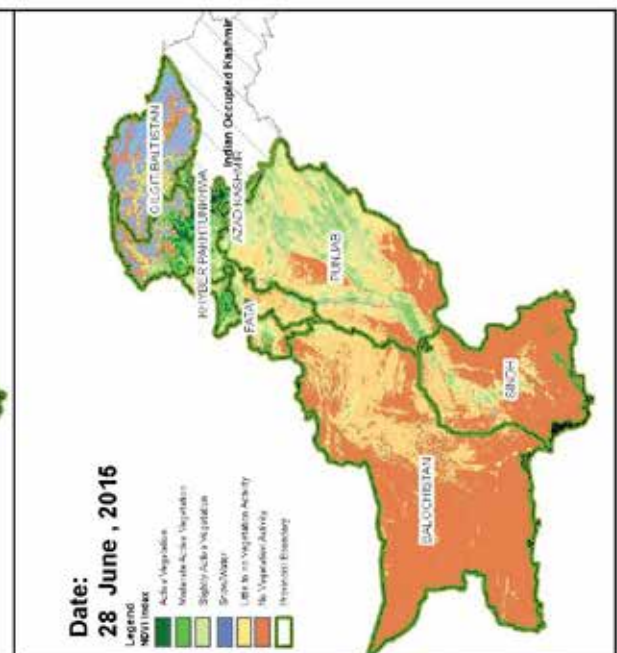 Date:
28 June , 2015
Legend
NDVI Index
Active Vegetation
Moderate Active Vegetation
Slightly Active Vegetation
Snow/Water
Little to no Vegetation Activity
No Vegetation Activity
Provincial Boundary
GILGIT BALTISTAN
KHYBER PAKHTUNKHWA
Indian Occupied Kashmir
AZAD KASHMIR
FATA
PUNJAB
BALOCHISTAN
SINDH